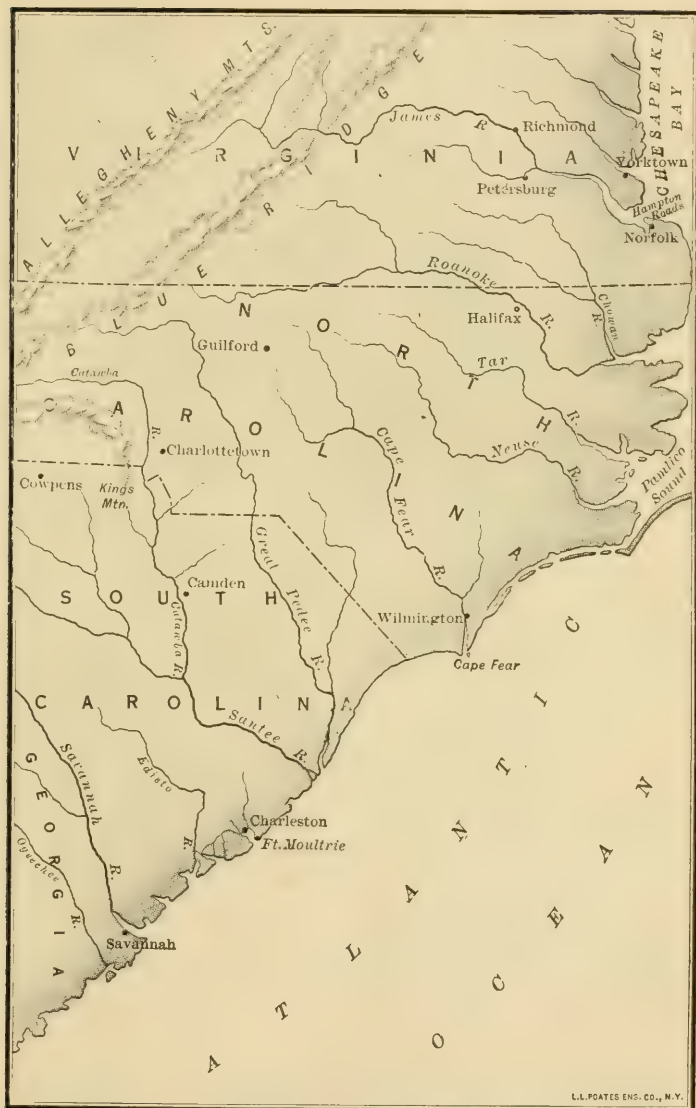 ALLEGHENY MTS.
BLUE RIDGE
CHESAPEAKE
BAY
VIRGINIA
James R
Richmond
Yorktown
Petersburg
Hampton
Roads
Norfolk
Roanoke R.
Chowan R.
NORTH
CAROLINA
Halifax
Guilford
Tar R.
Catawba R.
Charlottetown
Neuse R.
Pamlico
Sound
Cape Fear R.
Cowpens
Kings
Mtn.
Great Pedee R.
Camden
Catawba R.
SOUTH
CAROLINA
Wilmington
Cape Fear
Santee R.
Savannah R.
Edisto R.
GEORGIA
Ogeechee R.
Charleston
Ft. Moultrie
Savannah
ATLANTIC
OCEAN
L.L.POATES ENG. CO., N.Y.